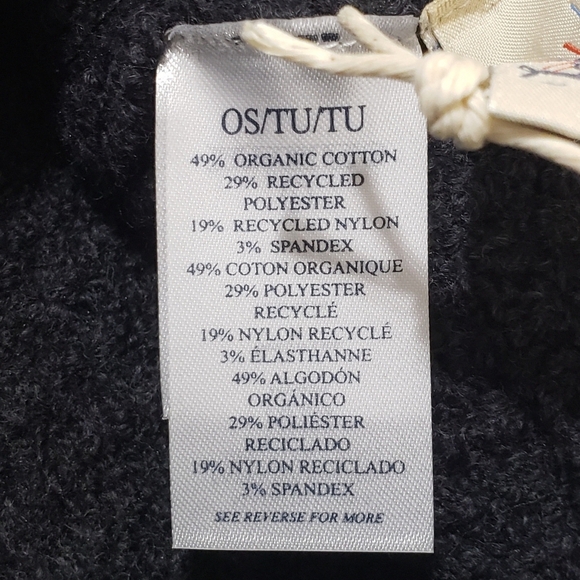 OS/TU/TU
49% ORGANIC COTTON
29% RECYCLED
POLYESTER
19% RECYCLED NYLON
3% SPANDEX
49% COTON ORGANIQUE
29% POLYESTER
RECYCLÉ
19% NYLON RECYCLÉ
3% ÉLASTHANNE
49% ALGODÓN
ORGÁNICO
29% POLIÉSTER
RECICLADO
19% NYLON RECICLADO
3% SPANDEX
SEE REVERSE FOR MORE